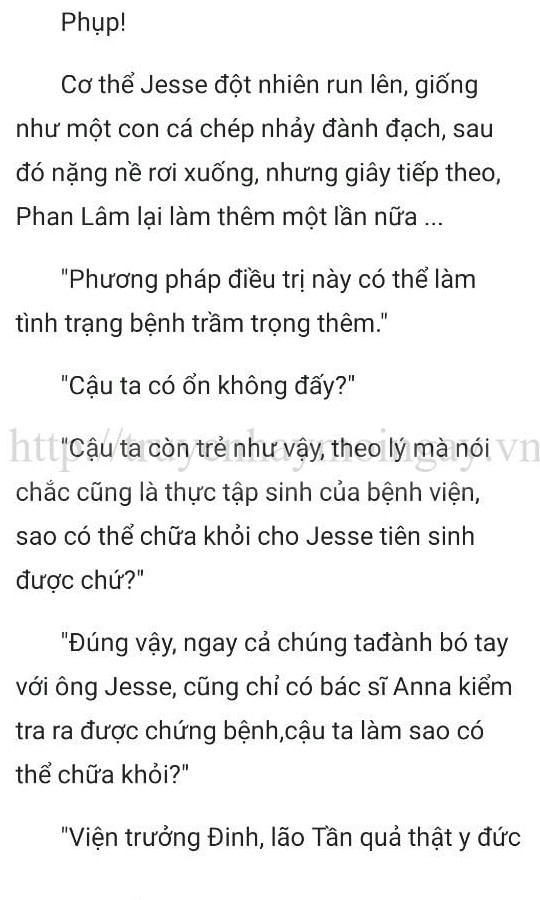 Phụp!
Cơ thể Jesse đột nhiên run lên, giống
như một con cá chép nhảy đành đạch, sau
đó nặng nề rơi xuống, nhưng giây tiếp theo,
Phan Lâm lại làm thêm một lần nữa ...
"Phương pháp điều trị này có thể làm
tình trạng bệnh trầm trọng thêm."
"Cậu ta có ổn không đấy?"
http://truyenhaymoingay.vn
"Cậu ta còn trẻ như vậy, theo lý mà nói
chắc cũng là thực tập sinh của bệnh viện,
sao có thể chữa khỏi cho Jesse tiên sinh
được chứ?"
"Đúng vậy, ngay cả chúng tađành bó tay
với ông Jesse, cũng chỉ có bác sĩ Anna kiểm
tra ra được chứng bệnh,cậu ta làm sao có
thể chữa khỏi?"
"Viện trưởng Đinh, lão Tần quả thật y đức